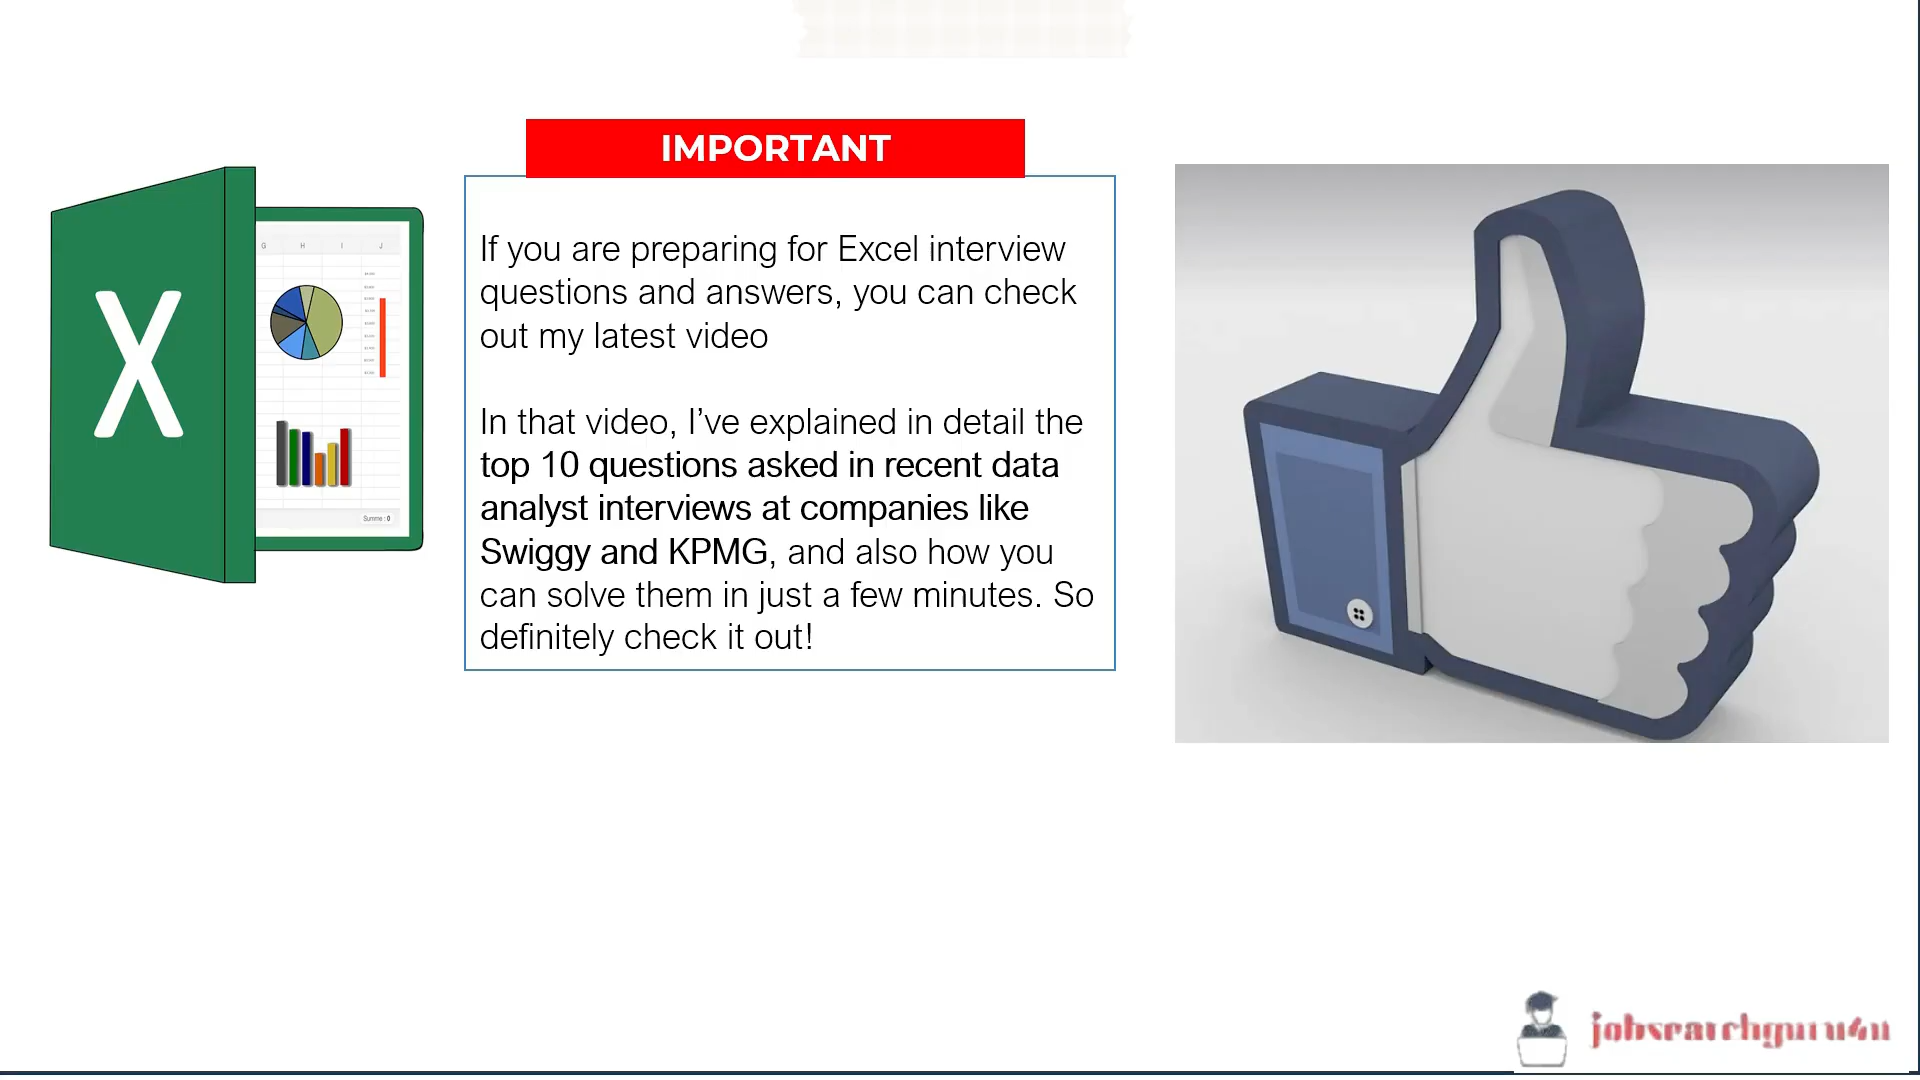 IMPORTANT
If you are preparing for Excel interview
questions and answers, you can check
out my latest video
In that video, I’ve explained in detail the
top 10 questions asked in recent data
analyst interviews at companies like
Swiggy and KPMG, and also how you
can solve them in just a few minutes. So
definitely check it out!
X
G H I J
Summe : 0
jobsearchguru4u